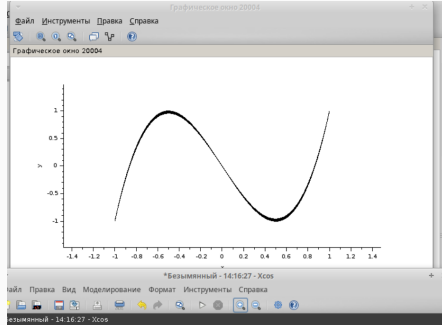 Графическое окно 20004
Файл Инструменты Правка Справка
Графическое окно 20004
1
0.5
0
-0.5
-1
y
-1.4 -1.2 -1 -0.8 -0.6 -0.4 -0.2 0 0.2 0.4 0.6 0.8 1 1.2 1.4
*Безымянный - 14:16:27 - Xcos
Правка Вид Моделирование Формат Инструменты Справка
14:16:27 - Xcos